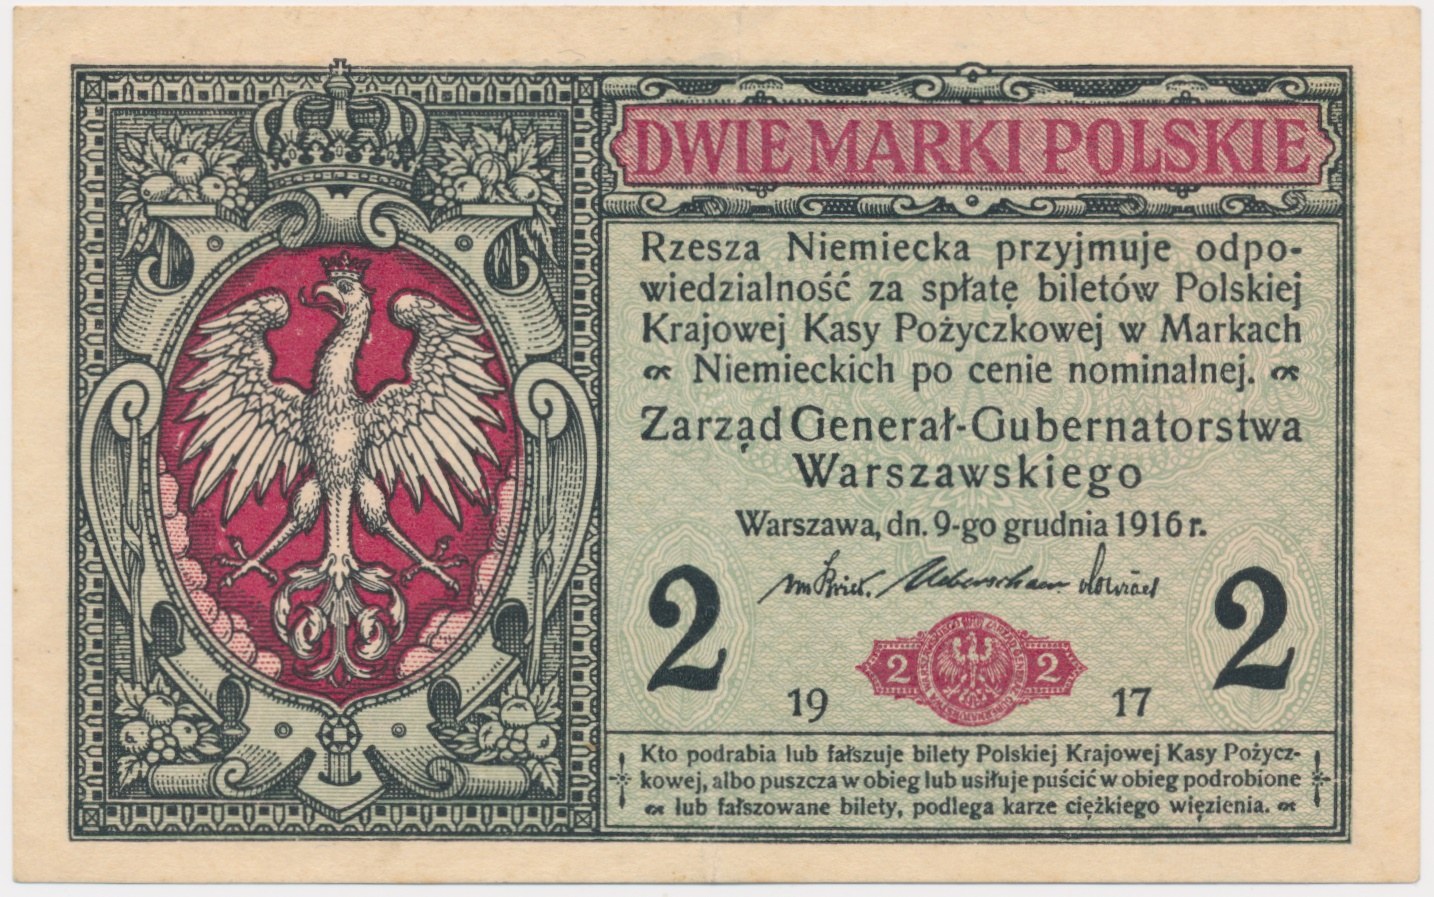 DWIE MARKI POLSKIE
Rzesza Niemiecka przyjmuje odpo-
wiedzialność za spłatę biletów Polskiej
Krajowej Kasy Pożyczkowej w Markach
Niemieckich po cenie nominalnej.
Zarząd Generał-Gubernatorstwa
Warszawskiego
Warszawa, dn. 9-go grudnia 1916 r.
2 2
2 2
19 17
Kto podrabia lub fałszuje bilety Polskiej Krajowej Kasy Pożycz-
kowej, albo puszcza w obieg lub usiłuje puścić w obieg podrobione
lub fałszowane bilety, podlega karze ciężkiego więzienia.